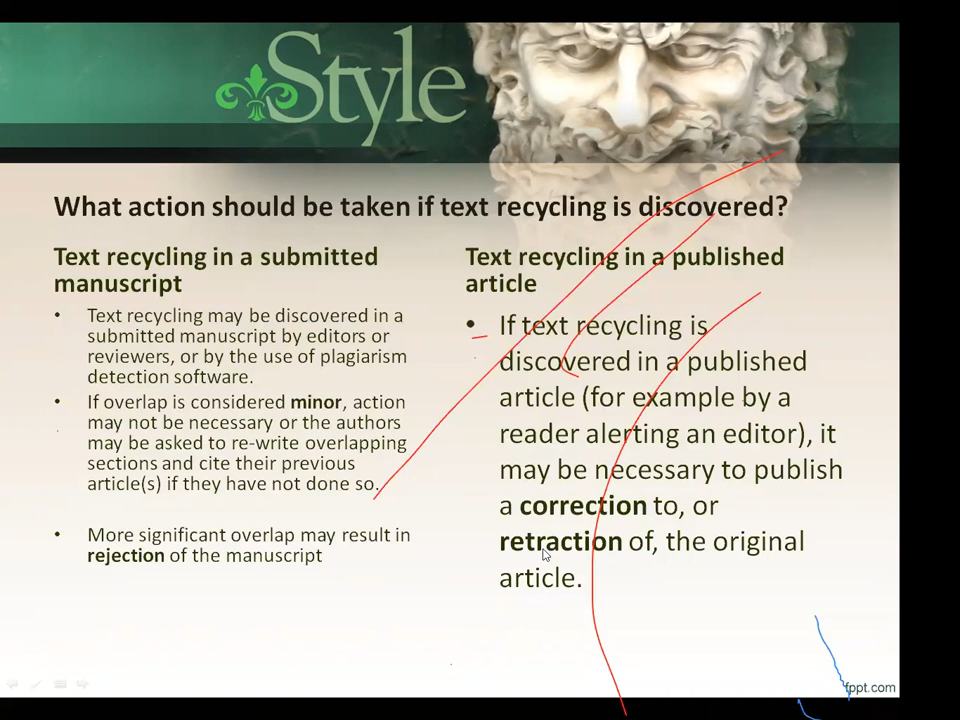 Style
What action should be taken if text recycling is discovered?
Text recycling in a submitted
manuscript
• Text recycling may be discovered in a
submitted manuscript by editors or
reviewers, or by the use of plagiarism
detection software.
• If overlap is considered minor, action
may not be necessary or the authors
may be asked to re-write overlapping
sections and cite their previous
article(s) if they have not done so.
• More significant overlap may result in
rejection of the manuscript
Text recycling in a published
article
• If text recycling is
discovered in a published
article (for example by a
reader alerting an editor), it
may be necessary to publish
a correction to, or
retraction of, the original
article.
fppt.com